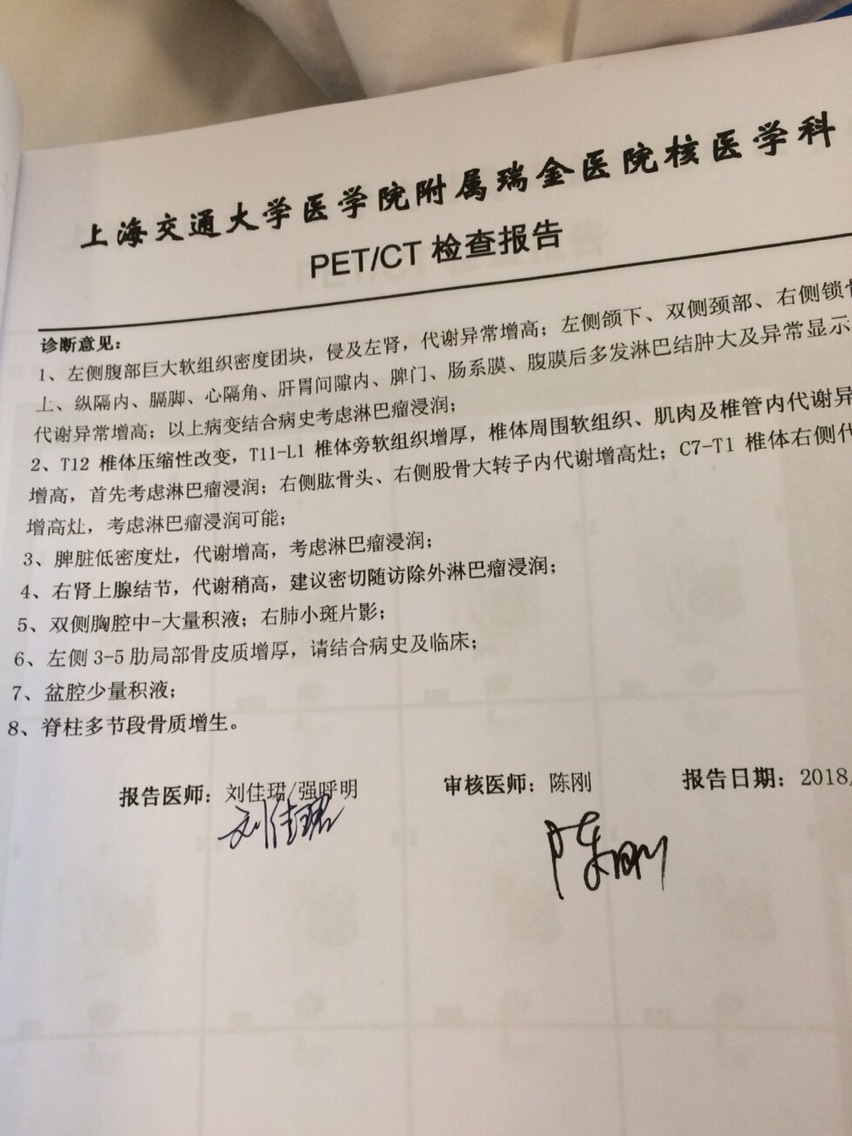 上海交通大学医学院附属瑞金医院核医学科
PET/CT 检查报告
诊断意见：
1、左侧腹部巨大软组织密度团块，侵及左肾，代谢异常增高；左侧颌下、双侧颈部、右侧锁骨
上、纵隔内、膈脚、心隔角、肝胃间隙内、脾门、肠系膜、腹膜后多发淋巴结肿大及异常显示
代谢异常增高；以上病变结合病史考虑淋巴瘤浸润；
2、T12 椎体压缩性改变，T11-L1 椎体旁软组织增厚，椎体周围软组织、肌肉及椎管内代谢异
增高，首先考虑淋巴瘤浸润；右侧肱骨头、右侧股骨大转子内代谢增高灶；C7-T1 椎体右侧代
增高灶，考虑淋巴瘤浸润可能；
3、脾脏低密度灶，代谢增高，考虑淋巴瘤浸润；
4、右肾上腺结节，代谢稍高，建议密切随访除外淋巴瘤浸润；
5、双侧胸腔中-大量积液；右肺小斑片影；
6、左侧 3-5 肋局部骨皮质增厚，请结合病史及临床；
7、盆腔少量积液；
8、脊柱多节段骨质增生。
报告医师：刘佳珺/强呼明 审核医师：陈刚 报告日期：2018
刘佳珺 陈刚